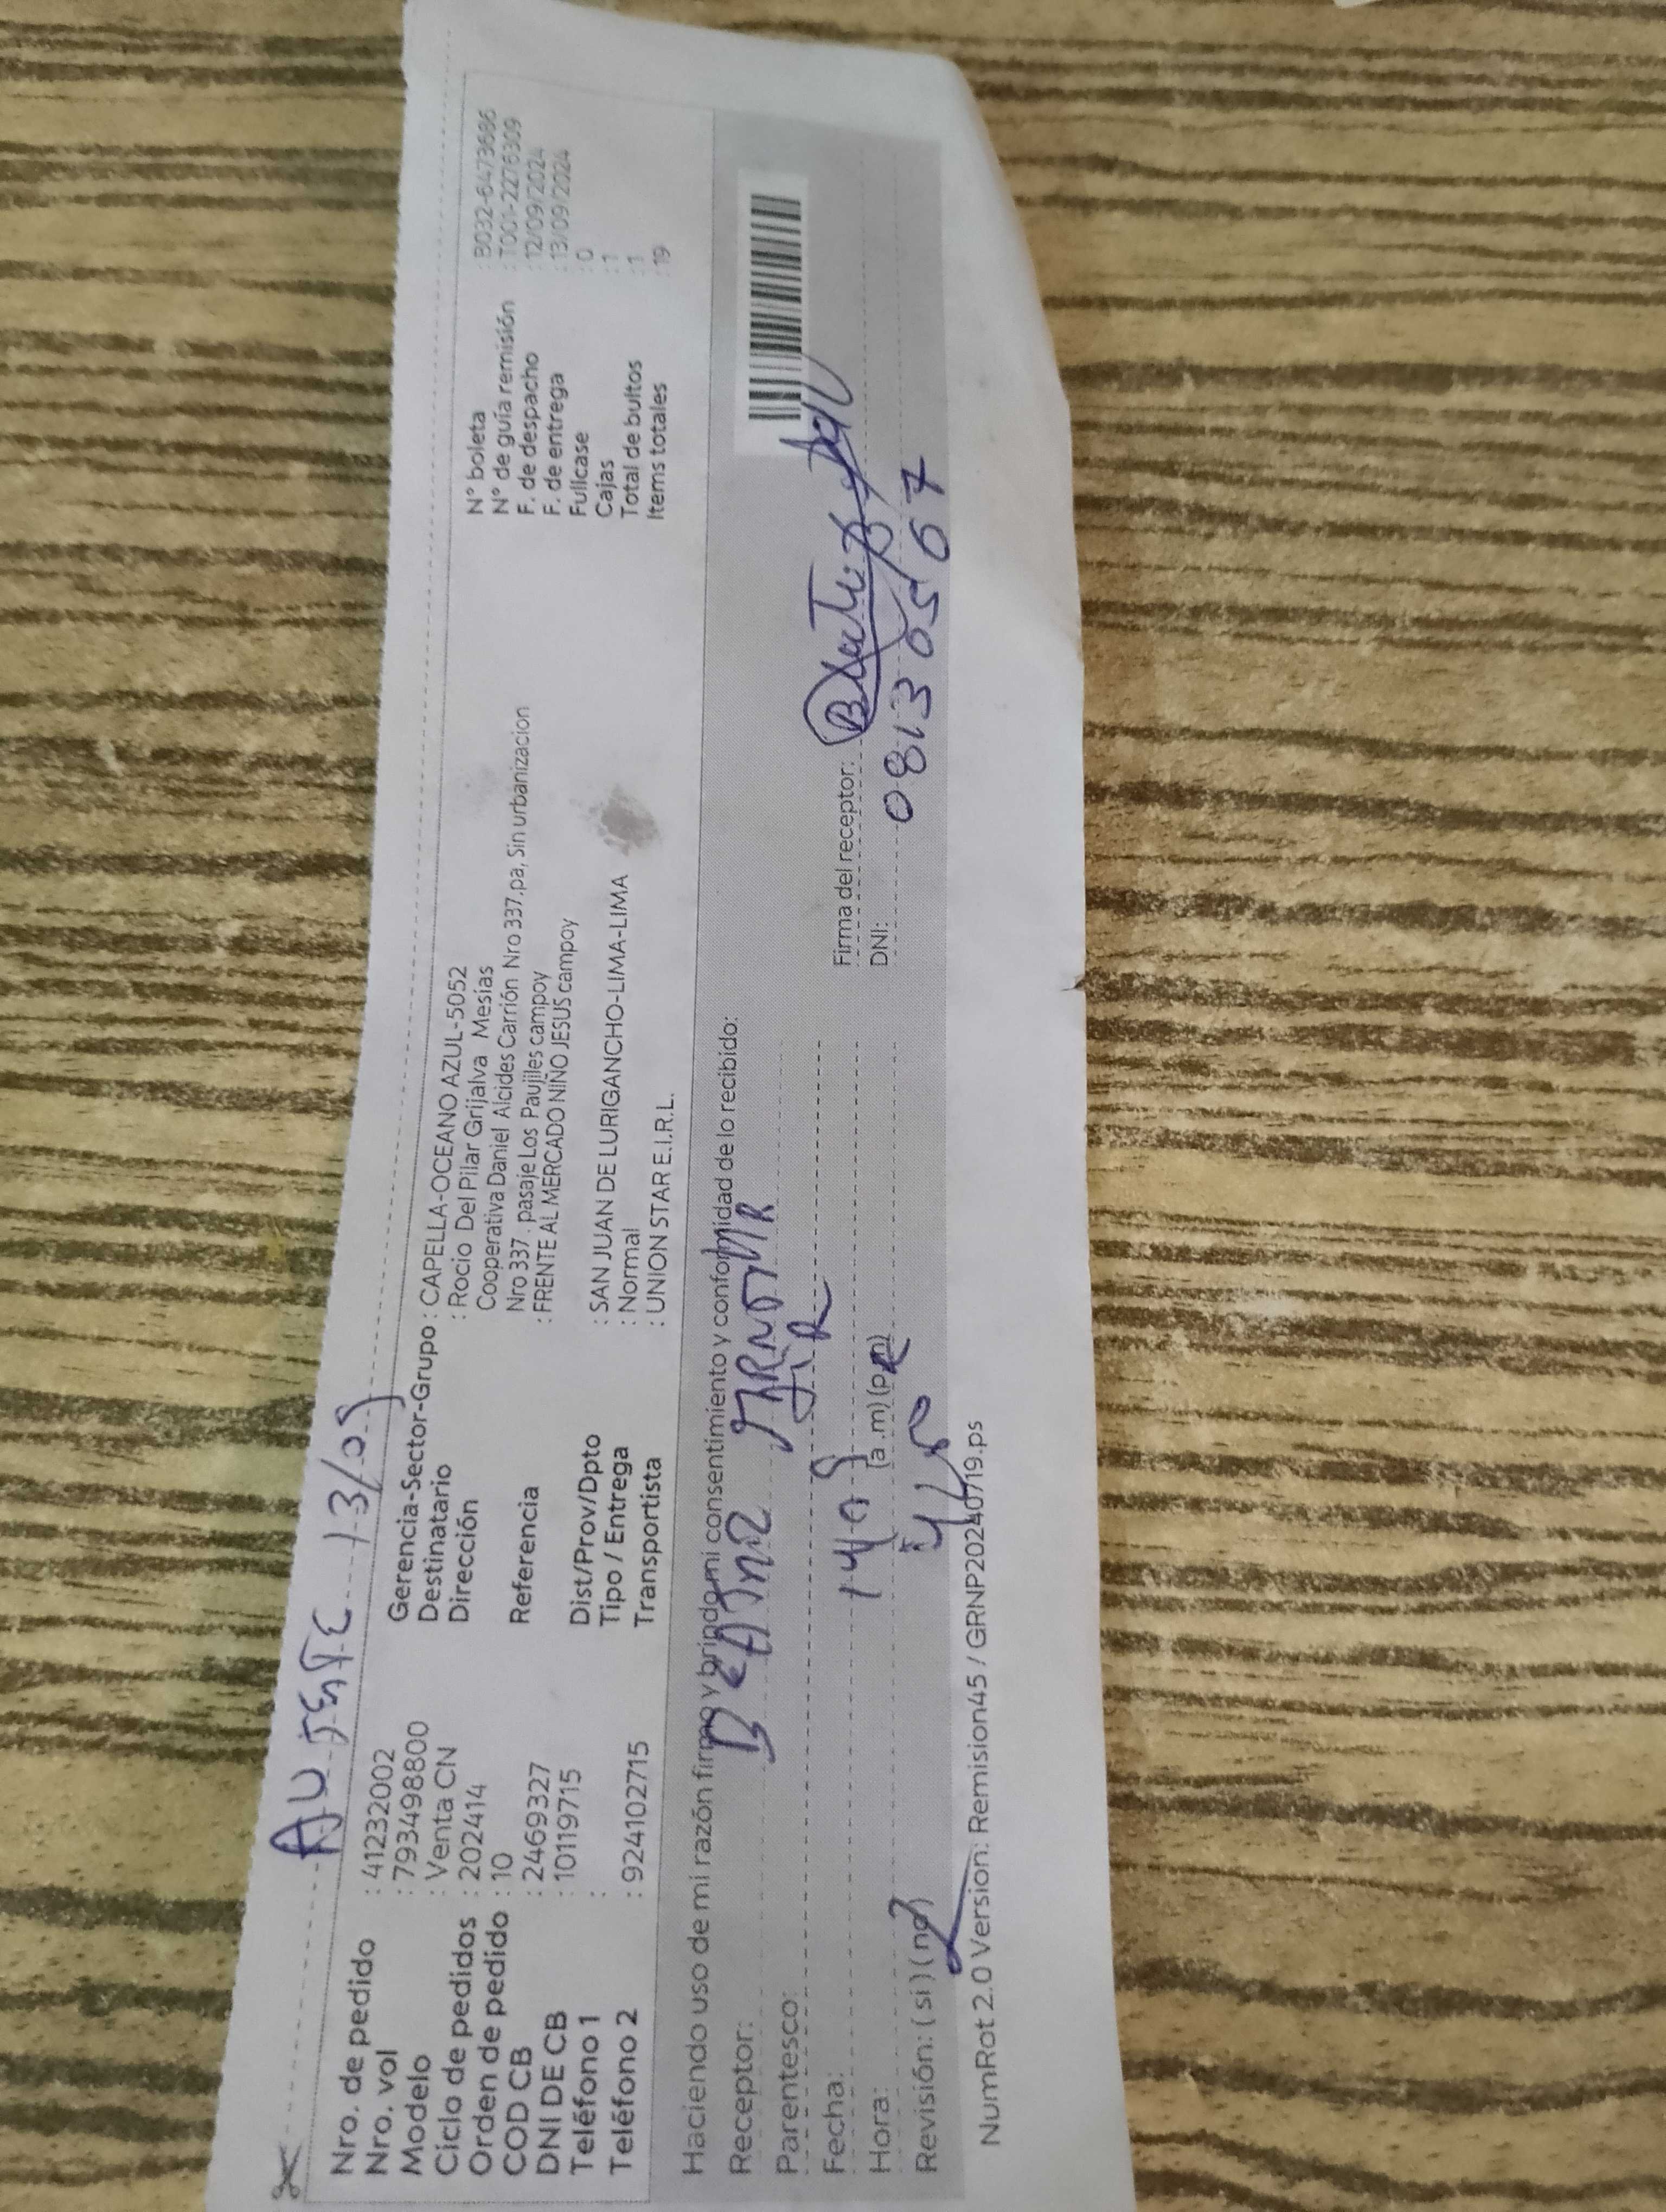 AUSENTE 13/09
Nro. de pedido : 41232002
Nro. vol : 7934498800
Modelo : Venta CN
Ciclo de pedidos : 202414
Orden de pedido : 10
COD CB : 24669327
DNI DE CB : 10119715
Teléfono 1 :
Teléfono 2 : 924102715
Gerencia-Sector-Grupo : CAPELLA-OCEANO AZUL-5052
Destinatario : Rocio Del Pilar Grijalva Mesias
Dirección Cooperativa Daniel Alcides Carrión Nro 337.pa, Sin urbanizacion
Nro 337 . pasaje Los Paujiles campoy
Referencia : FRENTE AL MERCADO NIÑO JESUS campoy
Dist/Prov/Dpto : SAN JUAN DE LURIGANCHO-LIMA-LIMA
Tipo / Entrega : Normal
Transportista : UNION STAR E.I.R.L.
N° boleta : B032-6473686
N° de guía remisión : T001-2276309
F. de despacho : 12/09/2024
F. de entrega : 13/09/2024
Fullcase : 0
Cajas : 1
Total de bultos : 1
Items totales : 19
Haciendo uso de mi razón firmo y brindo mi consentimiento y conformidad de lo recibido:
Receptor:
Parentesco:
Fecha: 14/09
Hora: (a.m) (p.m)
Revisión: ( si ) ( no )
Firma del receptor:
DNI: 08130567
NumRot 2.0 Version: Remision45 / GRNP20240719.ps